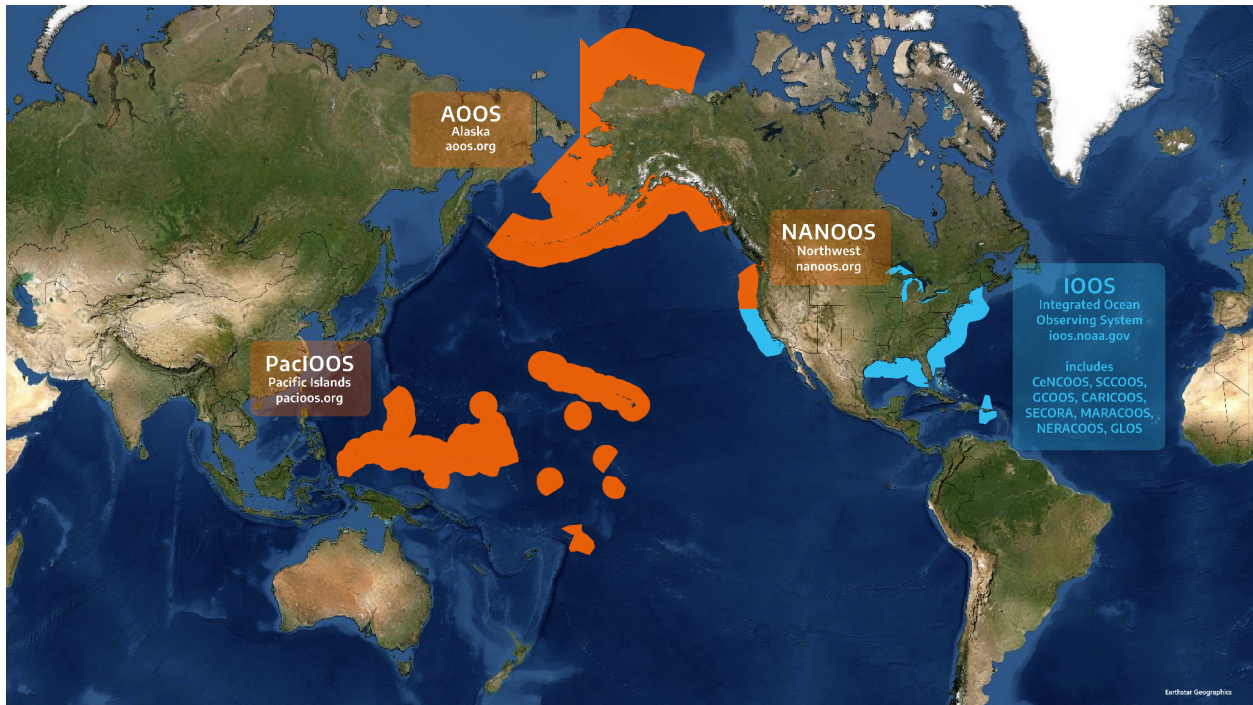 AOOS
Alaska
aoos.org
NANOOS
Northwest
nanoos.org
IOOS
Integrated Ocean
Observing System
ioos.noaa.gov
includes
CeNCOOS, SCCOOS,
GCOOS, CARICOOS,
SECORA, MARACOOS,
NERACOOS, GLOS
PacIOOS
Pacific Islands
pacioos.org
Earthstar Geographics